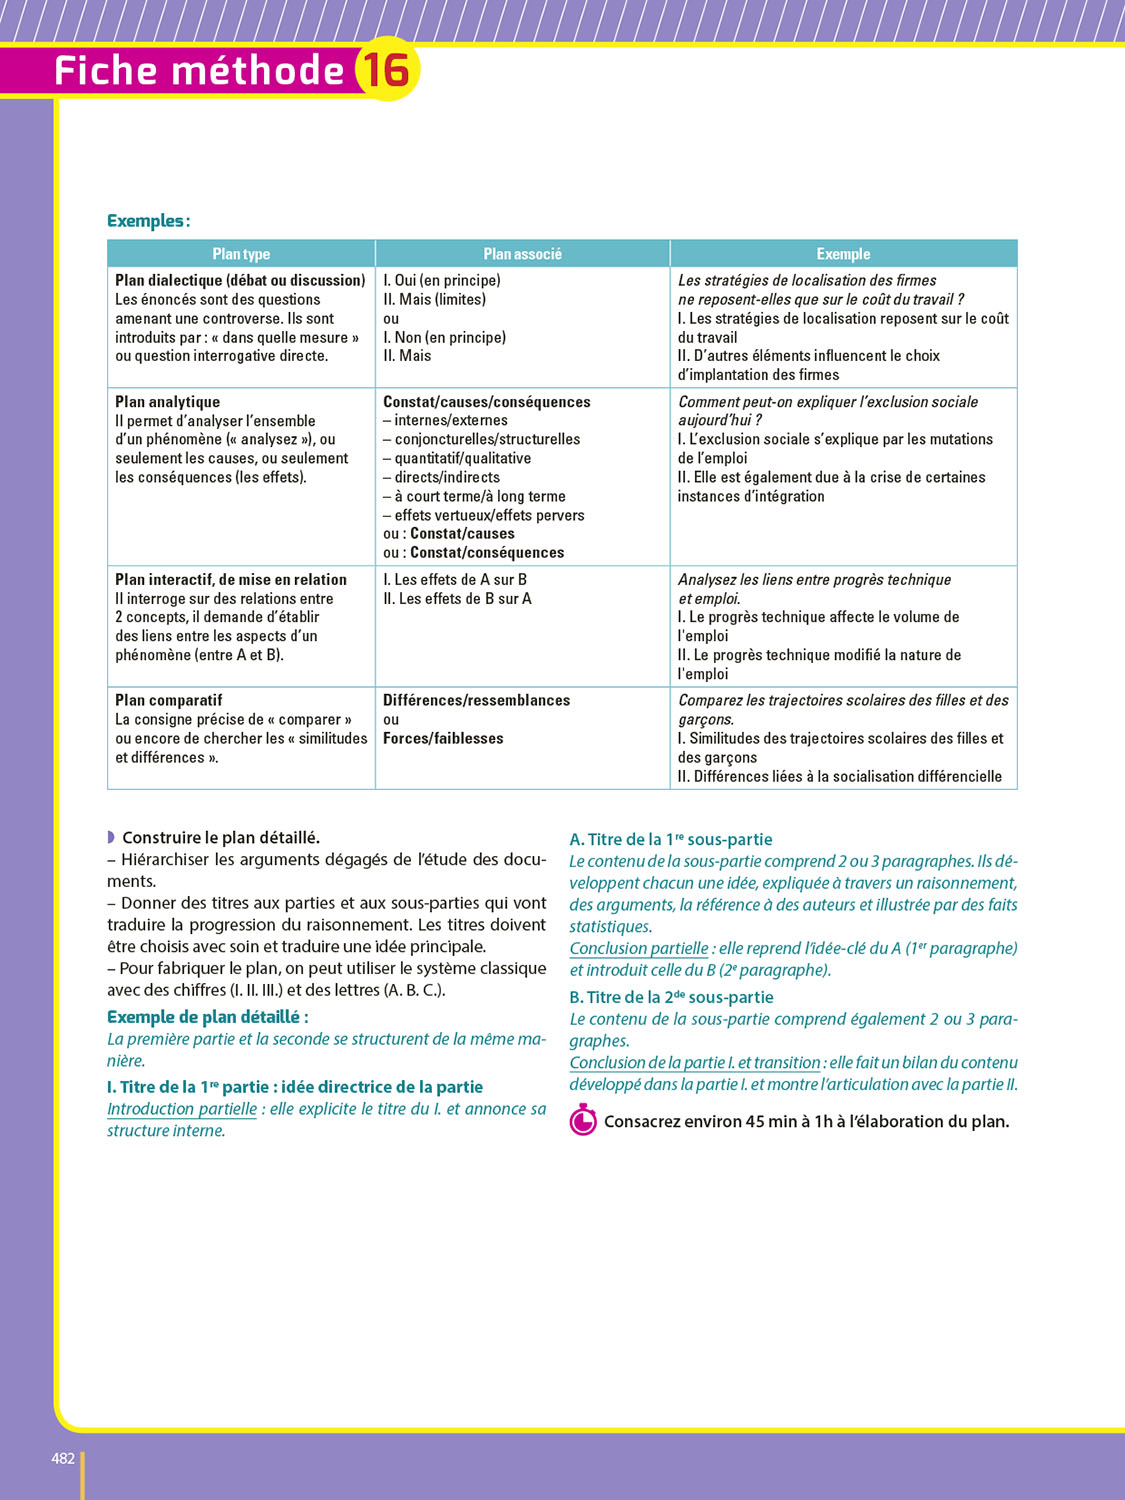 Fiche méthode 16
Exemples :
Plan type
Plan associé
Exemple
Plan dialectique (débat ou discussion)
Les énoncés sont des questions
amenant une controverse. Ils sont
introduits par : « dans quelle mesure »
ou question interrogative directe.
I. Oui (en principe)
II. Mais (limites)
ou
I. Non (en principe)
II. Mais
Les stratégies de localisation des firmes
ne reposent-elles que sur le coût du travail ?
I. Les stratégies de localisation reposent sur le coût
du travail
II. D’autres éléments influencent le choix
d’implantation des firmes
Plan analytique
Il permet d’analyser l’ensemble
d’un phénomène (« analysez »), ou
seulement les causes, ou seulement
les conséquences (les effets).
Constat/causes/conséquences
– internes/externes
– conjoncturelles/structurelles
– quantitatif/qualitative
– directs/indirects
– à court terme/à long terme
– effets vertueux/effets pervers
ou : Constat/causes
ou : Constat/conséquences
Comment peut-on expliquer l’exclusion sociale
aujourd’hui ?
I. L’exclusion sociale s’explique par les mutations
de l’emploi
II. Elle est également due à la crise de certaines
instances d’intégration
Plan interactif, de mise en relation
Il interroge sur des relations entre
2 concepts, il demande d’établir
des liens entre les aspects d’un
phénomène (entre A et B).
I. Les effets de A sur B
II. Les effets de B sur A
Analysez les liens entre progrès technique
et emploi.
I. Le progrès technique affecte le volume de
l'emploi
II. Le progrès technique modifié la nature de
l'emploi
Plan comparatif
La consigne précise de « comparer »
ou encore de chercher les « similitudes
et différences ».
Différences/ressemblances
ou
Forces/faiblesses
Comparez les trajectoires scolaires des filles et des
garçons.
I. Similitudes des trajectoires scolaires des filles et
des garçons
II. Différences liées à la socialisation différencielle
Construire le plan détaillé.
– Hiérarchiser les arguments dégagés de l’étude des docu-
ments.
– Donner des titres aux parties et aux sous-parties qui vont
traduire la progression du raisonnement. Les titres doivent
être choisis avec soin et traduire une idée principale.
– Pour fabriquer le plan, on peut utiliser le système classique
avec des chiffres (I. II. III.) et des lettres (A. B. C.).
Exemple de plan détaillé :
La première partie et la seconde se structurent de la même ma-
nière.
I. Titre de la 1re partie : idée directrice de la partie
Introduction partielle : elle explicite le titre du I. et annonce sa
structure interne.
A. Titre de la 1re sous-partie
Le contenu de la sous-partie comprend 2 ou 3 paragraphes. Ils dé-
veloppent chacun une idée, expliquée à travers un raisonnement,
des arguments, la référence à des auteurs et illustrée par des faits
statistiques.
Conclusion partielle : elle reprend l’idée-clé du A (1er paragraphe)
et introduit celle du B (2e paragraphe).
B. Titre de la 2de sous-partie
Le contenu de la sous-partie comprend également 2 ou 3 para-
graphes.
Conclusion de la partie I. et transition : elle fait un bilan du contenu
développé dans la partie I. et montre l’articulation avec la partie II.
Consacrez environ 45 min à 1h à l’élaboration du plan.
482